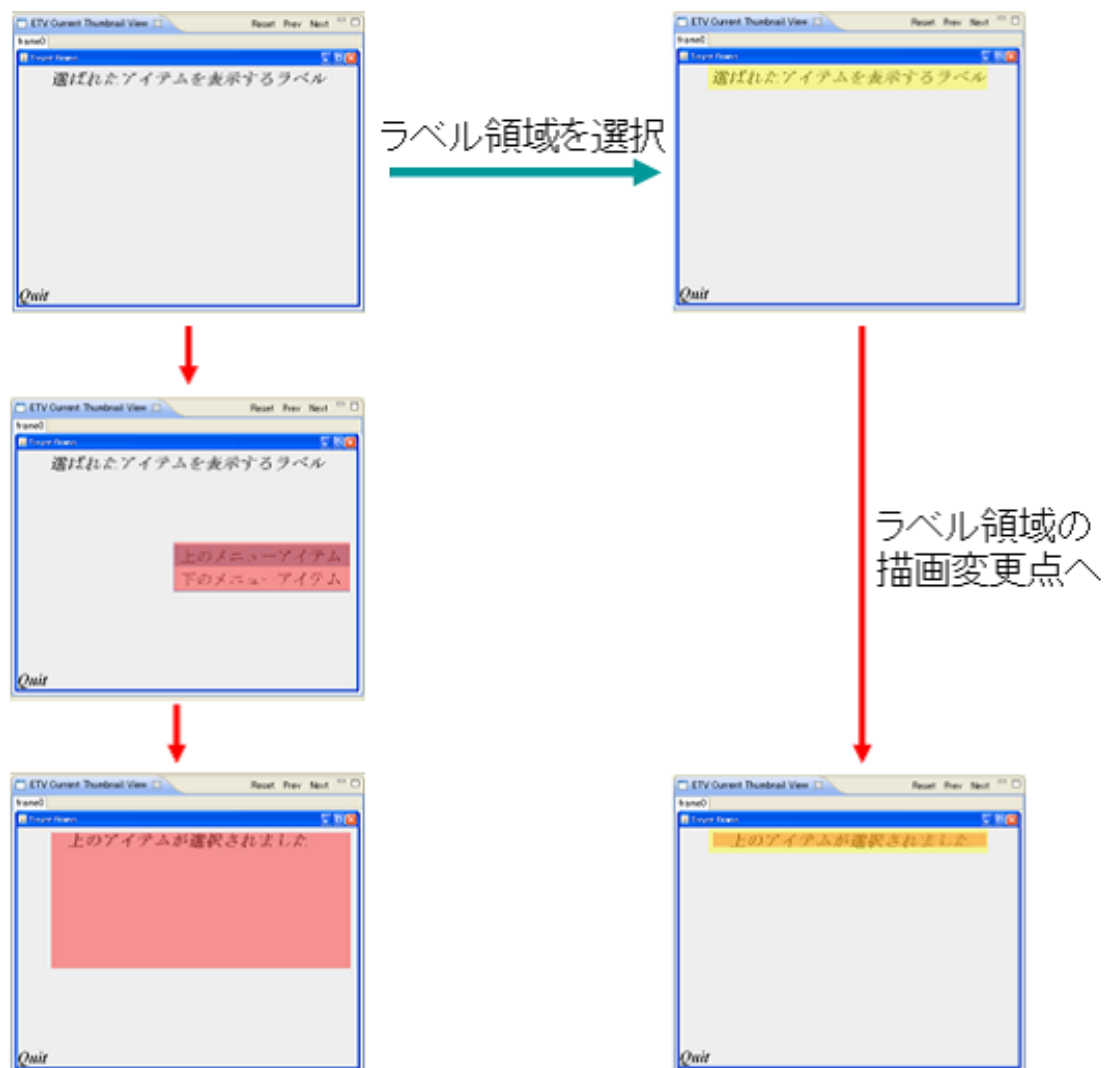 ETV Current Thumbnail View
Reset Prev Next
frame0
選ばれたアイテムを表示するラベル
Quit
ラベル領域を選択
ETV Current Thumbnail View
Reset Prev Next
frame0
選ばれたアイテムを表示するラベル
Quit
ETV Current Thumbnail View
Reset Prev Next
frame0
選ばれたアイテムを表示するラベル
上のメニューアイテム
下のメニューアイテム
Quit
ラベル領域の
描画変更点へ
ETV Current Thumbnail View
Reset Prev Next
frame0
上のアイテムが選択されました
Quit
ETV Current Thumbnail View
Reset Prev Next
frame0
上のアイテムが選択されました
Quit